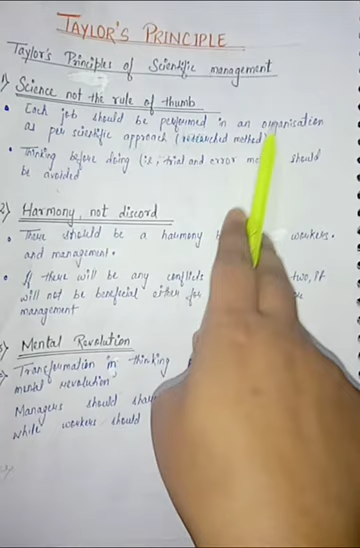 TAYLOR'S PRINCIPLE
Taylor's Principles of Scientific management
1) Science not the rule of thumb
• Each job should be performed in an organisation
as per scientific approach (researched method)
• Thinking before doing (i.e, trial and error me should
be avoided
2) Harmony, not discord
• There should be a harmony b workers.
and management.
• If there will be any conflicts two, it
will not be beneficial either for
management
) Mental Revolution
Transformation in thinking
mental revolution
Managers should sha
while workers should